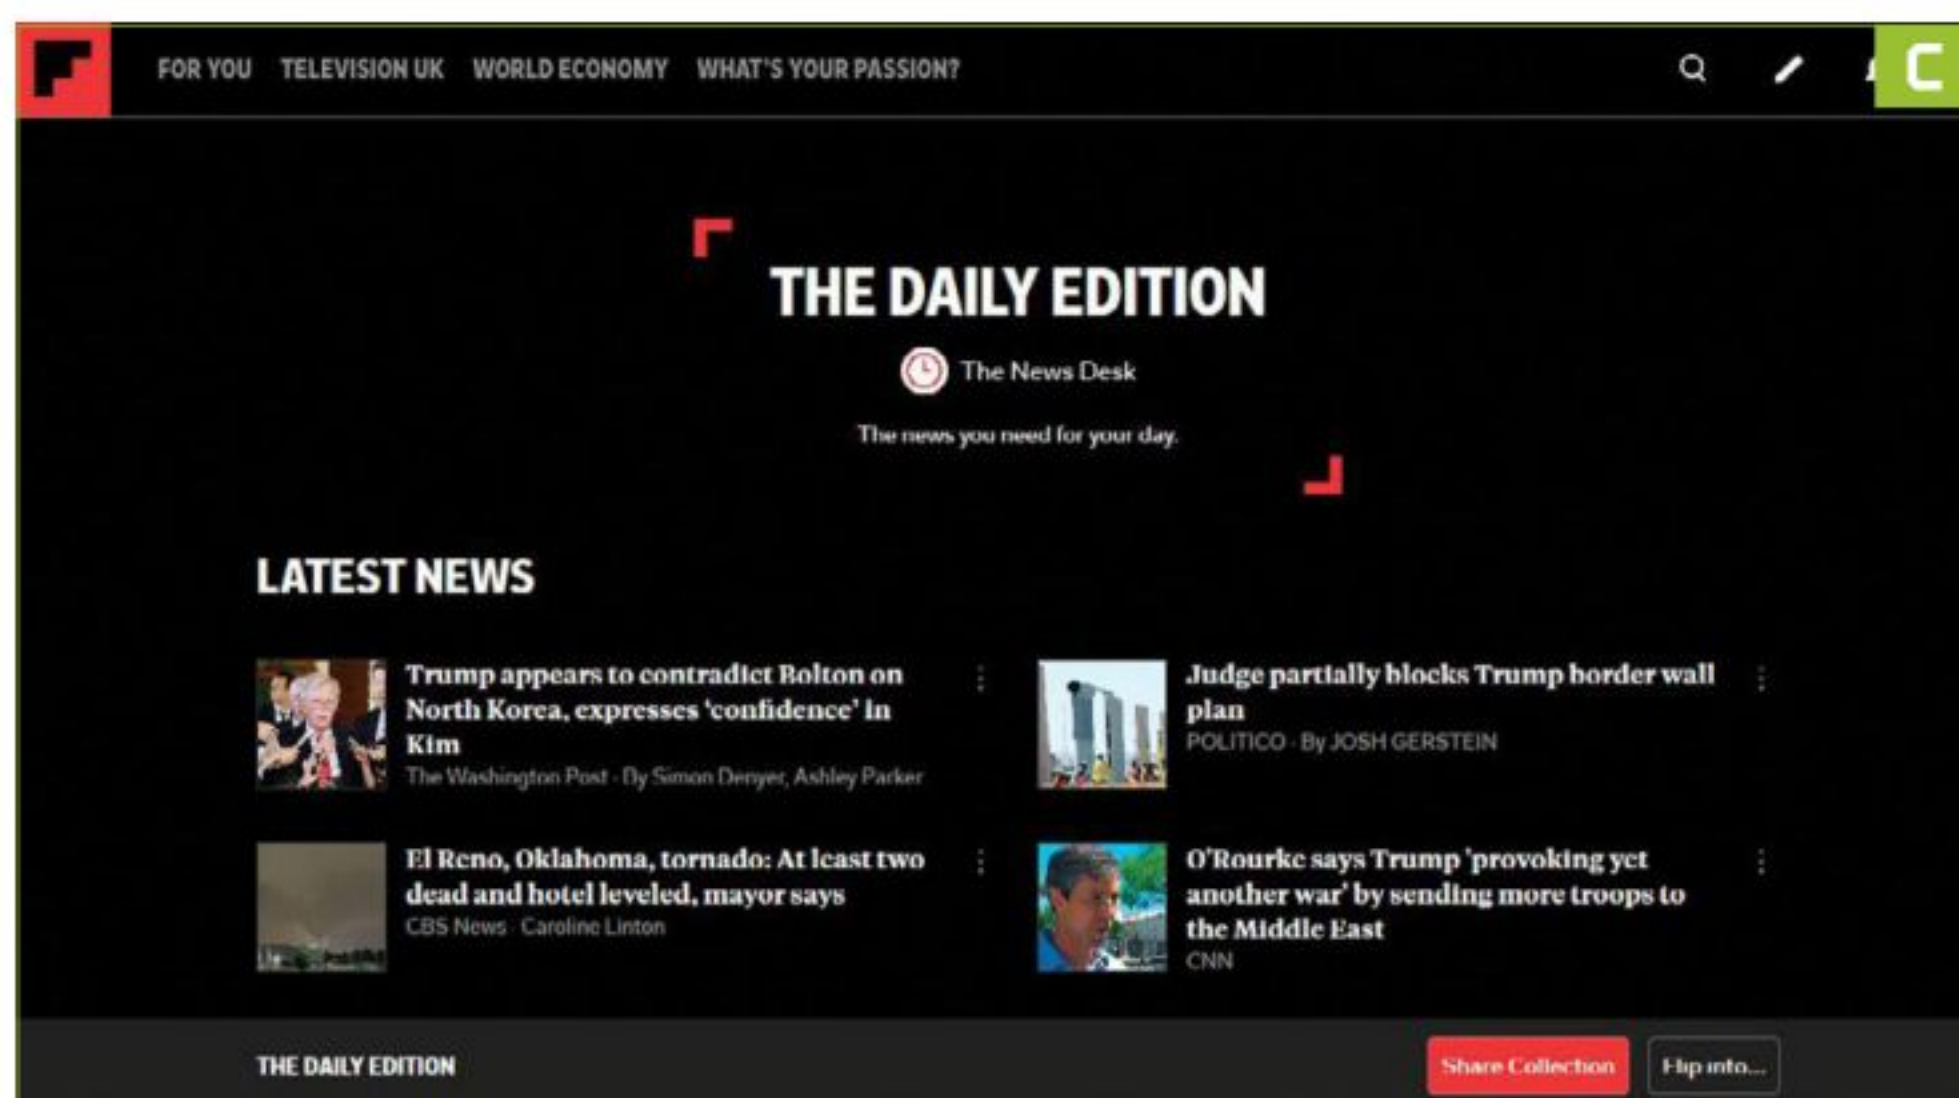 FOR YOU TELEVISION UK WORLD ECONOMY WHAT'S YOUR PASSION?
C
THE DAILY EDITION
The News Desk
The news you need for your day.
LATEST NEWS
Trump appears to contradict Bolton on
North Korea, expresses ‘confidence’ in
Kim
The Washington Post · By Simon Denyer, Ashley Parker
Judge partially blocks Trump border wall
plan
POLITICO · By JOSH GERSTEIN
El Reno, Oklahoma, tornado: At least two
dead and hotel leveled, mayor says
CBS News · Caroline Linton
O'Rourke says Trump 'provoking yet
another war' by sending more troops to
the Middle East
CNN
THE DAILY EDITION
Share Collection
Flip into...